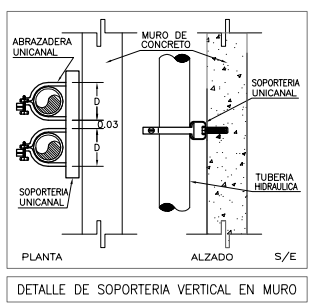 ABRAZADERA
UNICANAL
MURO DE
CONCRETO
SOPORTERIA
UNICANAL
D
0.03
D
SOPORTERIA
UNICANAL
TUBERIA
HIDRAULICA
PLANTA
ALZADO
S/E
DETALLE DE SOPORTERIA VERTICAL EN MURO